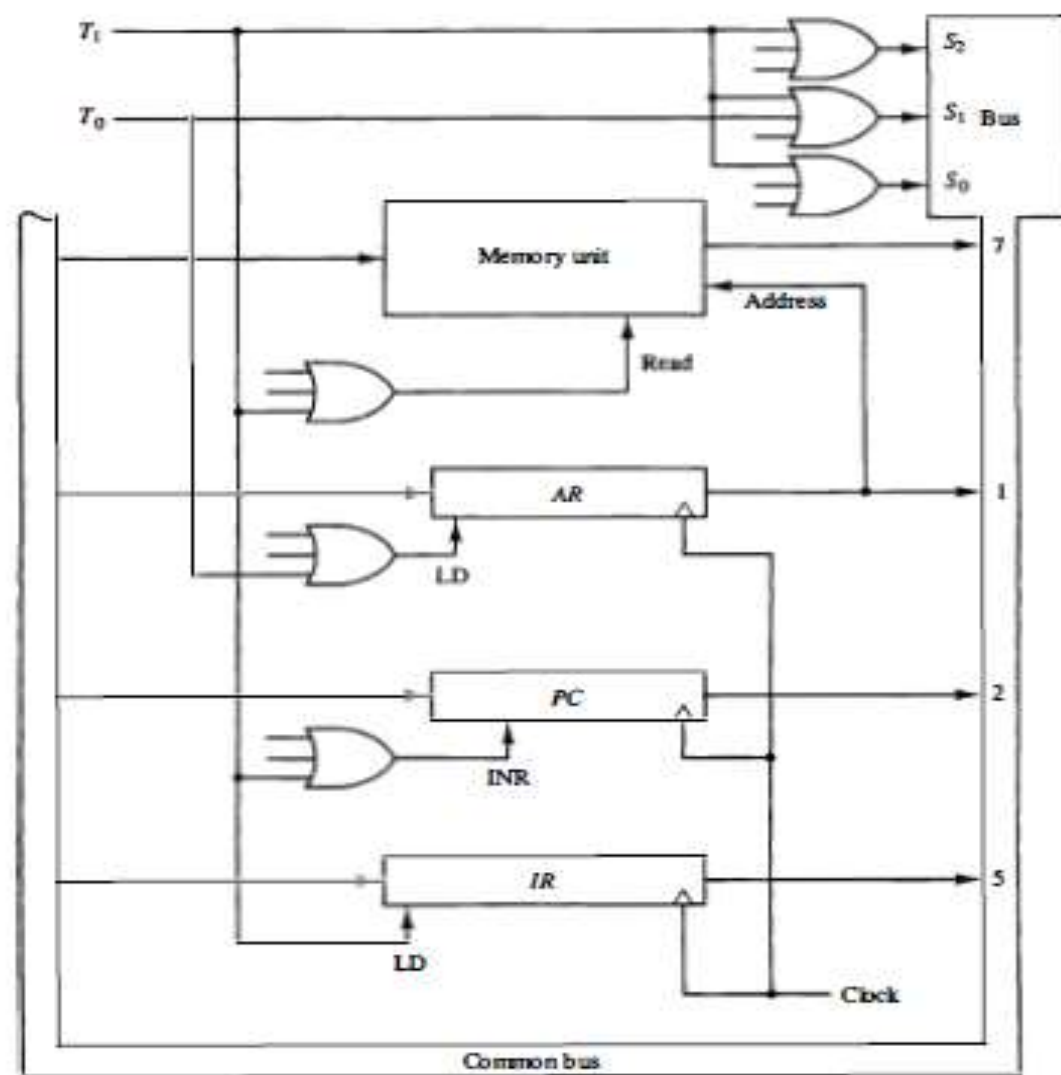 T₁
S₂
T₀
S₁ Bus
S₀
7
Memory unit
Address
Read
AR
1
LD
PC
2
INR
IR
5
LD
Clock
Common bus